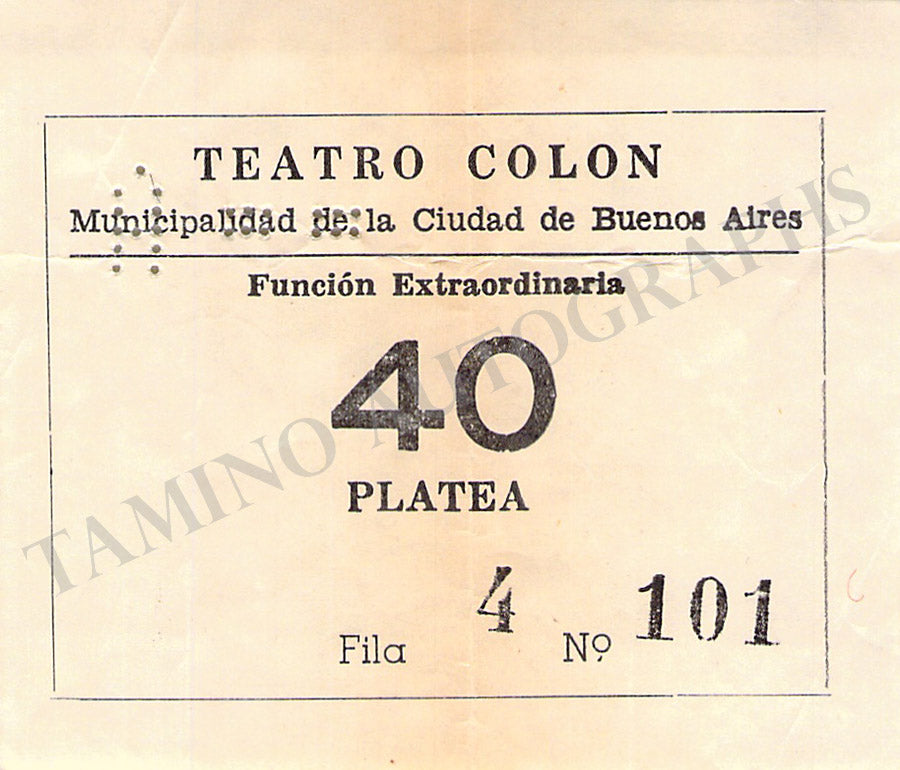 TEATRO COLON
Municipalidad de la Ciudad de Buenos Aires
Función Extraordinaria
40
PLATEA
Fila 4 Nº 101
TAMINO AUTOGRAPHS